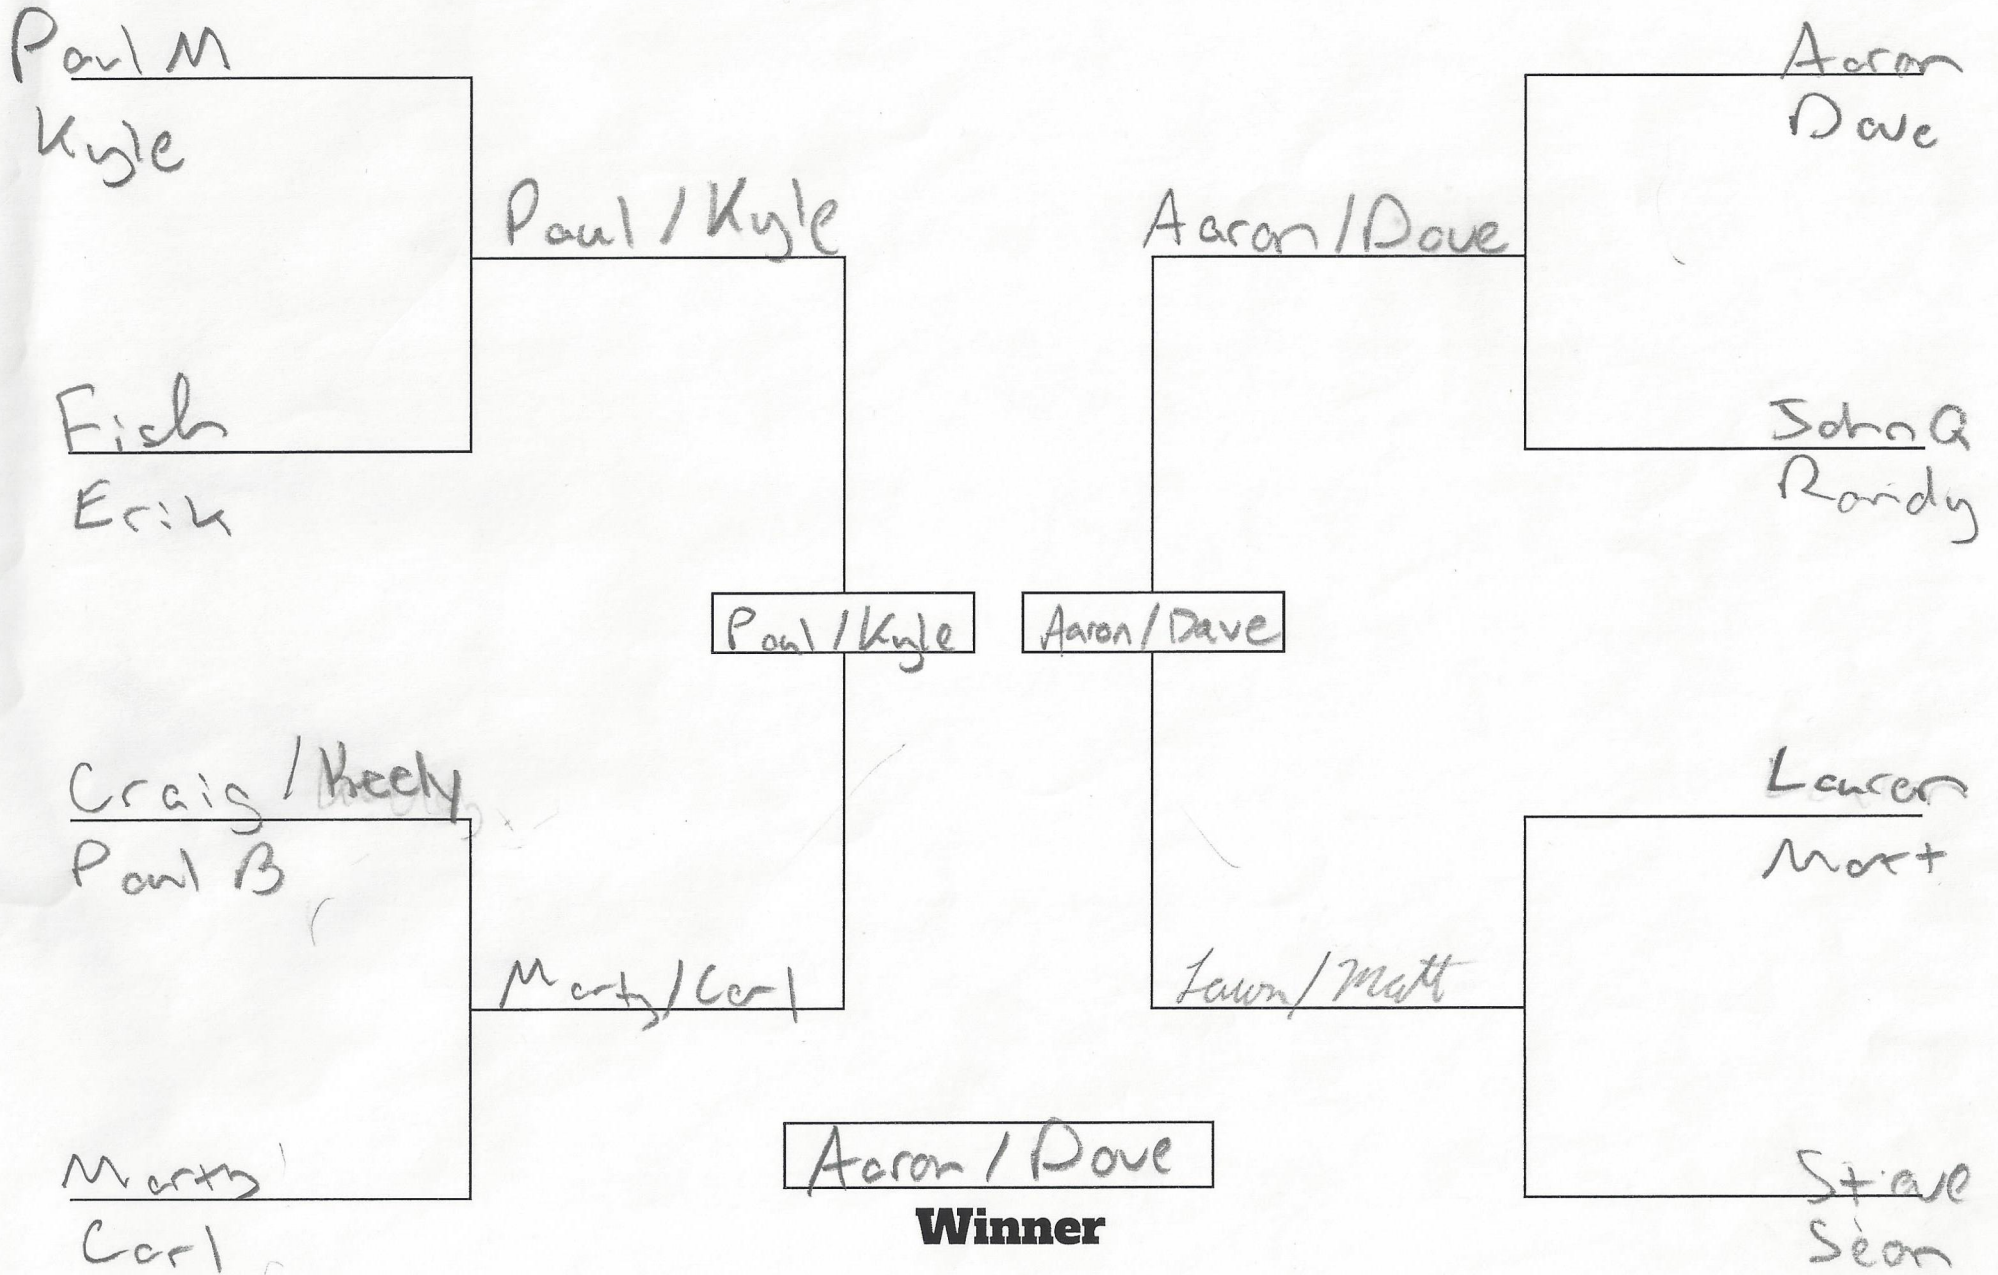 Paul M
Kyle
Fish
Erik
Craig / Keely
Paul B
Marty
Carl
Paul / Kyle
Marty / Carl
Paul / Kyle
Aaron / Dave
Aaron / Dave
Winner
Aaron / Dave
/ Matt
Aaron
Dave
John Q
Randy
Lauren
Matt
Steve
Sean